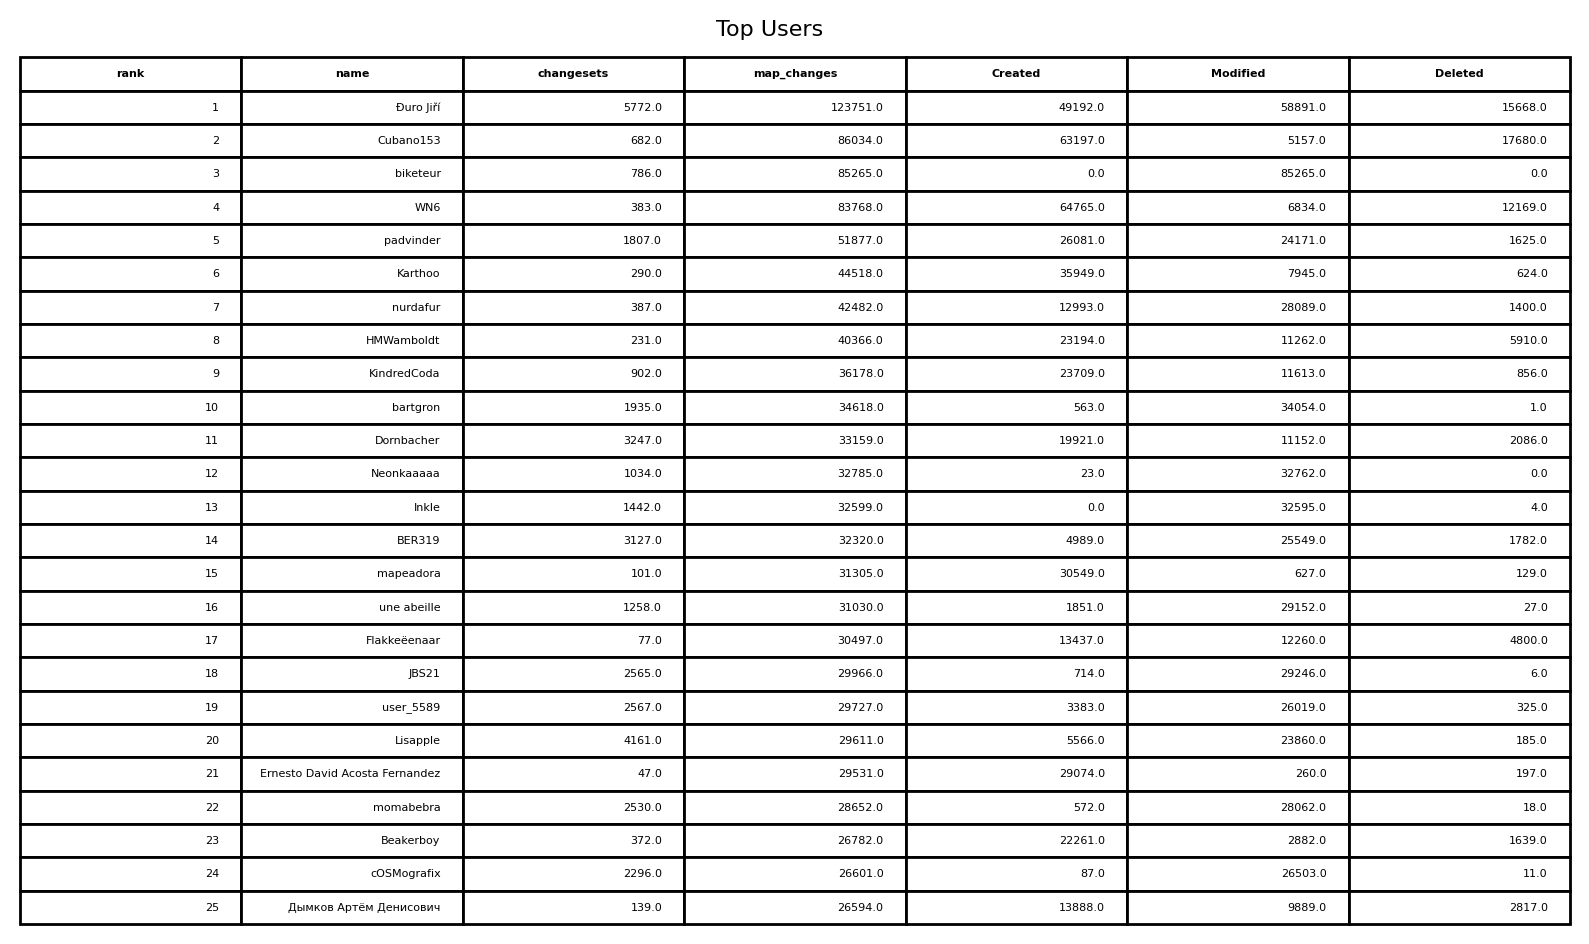 Top Users
rank name changesets map_changes Created Modified Deleted
1 Đuro Jiří 5772.0 123751.0 49192.0 58891.0 15668.0
2 Cubano153 682.0 86034.0 63197.0 5157.0 17680.0
3 biketeur 786.0 85265.0 0.0 85265.0 0.0
4 WN6 383.0 83768.0 64765.0 6834.0 12169.0
5 padvinder 1807.0 51877.0 26081.0 24171.0 1625.0
6 Karthoo 290.0 44518.0 35949.0 7945.0 624.0
7 nurdafur 387.0 42482.0 12993.0 28089.0 1400.0
8 HMWamboldt 231.0 40366.0 23194.0 11262.0 5910.0
9 KindredCoda 902.0 36178.0 23709.0 11613.0 856.0
10 bartgron 1935.0 34618.0 563.0 34054.0 1.0
11 Dornbacher 3247.0 33159.0 19921.0 11152.0 2086.0
12 Neonkaaaaa 1034.0 32785.0 23.0 32762.0 0.0
13 Inkle 1442.0 32599.0 0.0 32595.0 4.0
14 BER319 3127.0 32320.0 4989.0 25549.0 1782.0
15 mapeadora 101.0 31305.0 30549.0 627.0 129.0
16 une abeille 1258.0 31030.0 1851.0 29152.0 27.0
17 Flakkeëenaar 77.0 30497.0 13437.0 12260.0 4800.0
18 JBS21 2565.0 29966.0 714.0 29246.0 6.0
19 user_5589 2567.0 29727.0 3383.0 26019.0 325.0
20 Lisapple 4161.0 29611.0 5566.0 23860.0 185.0
21 Ernesto David Acosta Fernandez 47.0 29531.0 29074.0 260.0 197.0
22 momabebra 2530.0 28652.0 572.0 28062.0 18.0
23 Beakerboy 372.0 26782.0 22261.0 2882.0 1639.0
24 cOSMografix 2296.0 26601.0 87.0 26503.0 11.0
25 Дымков Артём Денисович 139.0 26594.0 13888.0 9889.0 2817.0